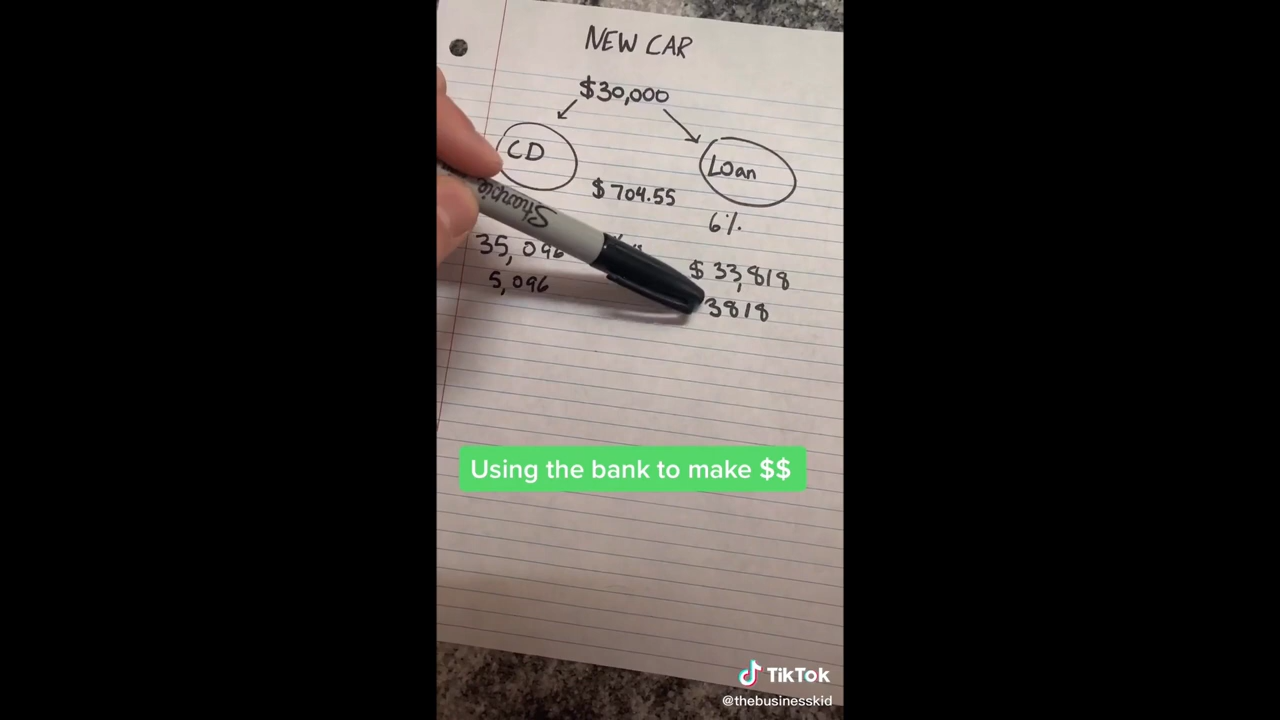 NEW CAR
$30,000
CD
Loan
$704.55
6%
Sharpie
35,096
$33,818
5,096
3818
Using the bank to make $$
TikTok
@thebusinesskid